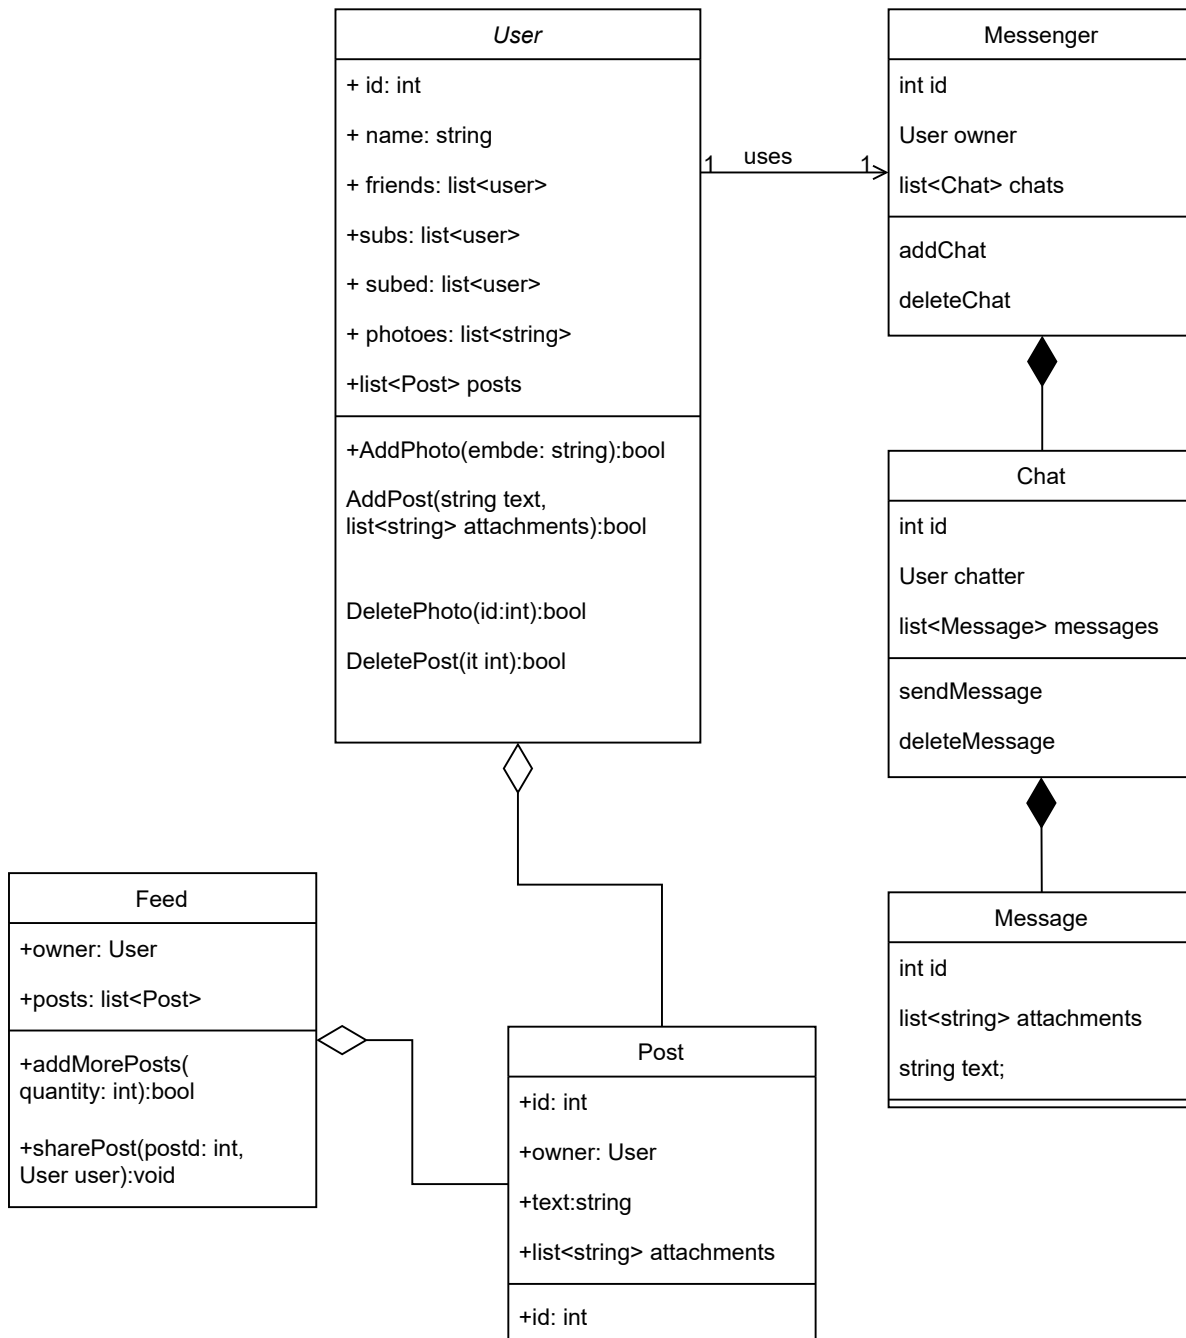 User
+ id: int
+ name: string
+ friends: list<user>
+subs: list<user>
+ subed: list<user>
+ photoes: list<string>
+list<Post> posts
+AddPhoto(embde: string):bool
AddPost(string text,
list<string> attachments):bool
DeletePhoto(id:int):bool
DeletePost(it int):bool
1 uses 1
Messenger
int id
User owner
list<Chat> chats
addChat
deleteChat
Chat
int id
User chatter
list<Message> messages
sendMessage
deleteMessage
Message
int id
list<string> attachments
string text;
Feed
+owner: User
+posts: list<Post>
+addMorePosts(
quantity: int):bool
+sharePost(postd: int,
User user):void
Post
+id: int
+owner: User
+text:string
+list<string> attachments
+id: int